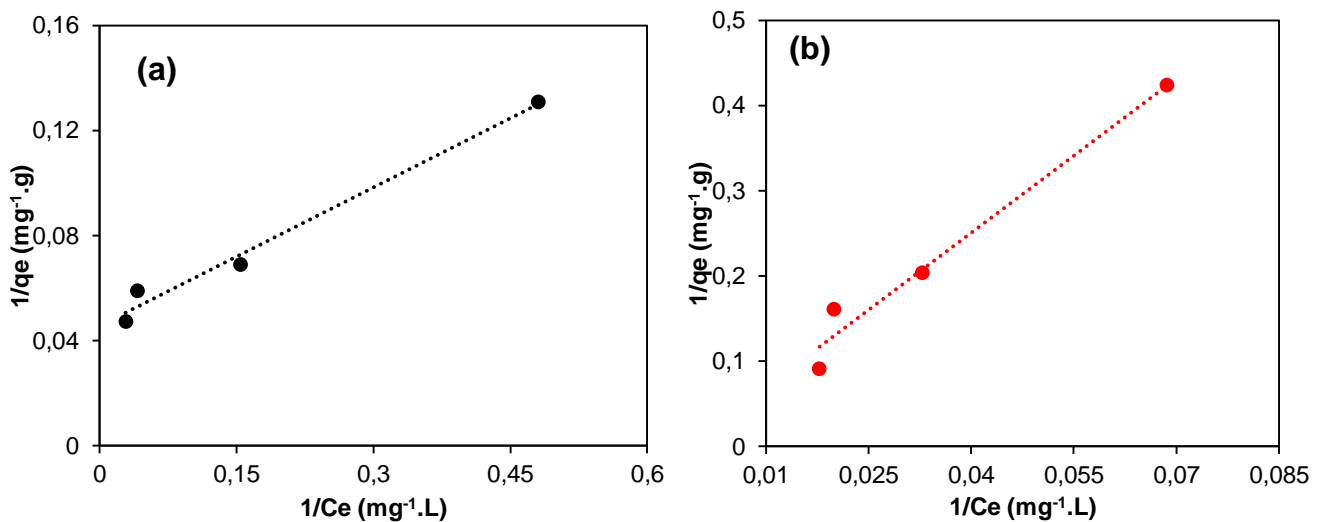 (a)
0,16
0,12
0,08
0,04
0
1/qe (mg⁻¹.g)
0 0,15 0,3 0,45 0,6
1/Ce (mg⁻¹.L)
(b)
0,5
0,4
0,3
0,2
0,1
0
1/qe (mg⁻¹.g)
0,01 0,025 0,04 0,055 0,07 0,085
1/Ce (mg⁻¹.L)